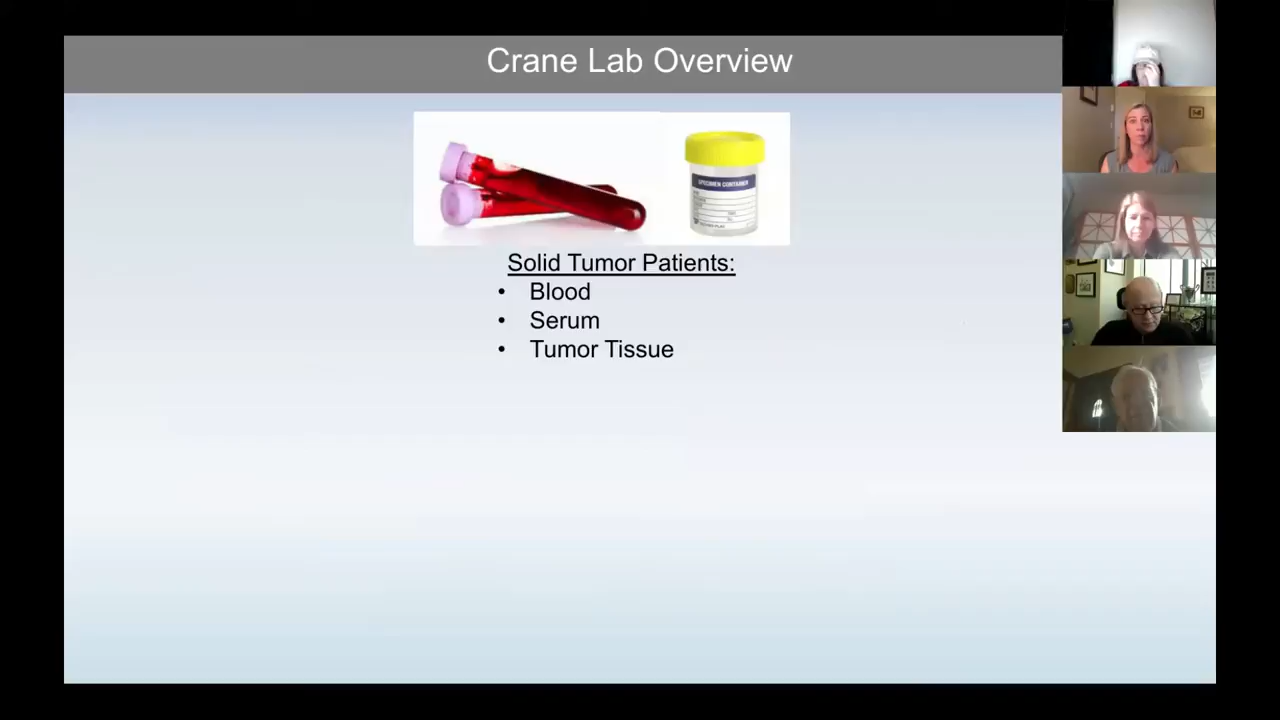 Crane Lab Overview
SPECIMEN CONTAINER
Solid Tumor Patients:
• Blood
• Serum
• Tumor Tissue